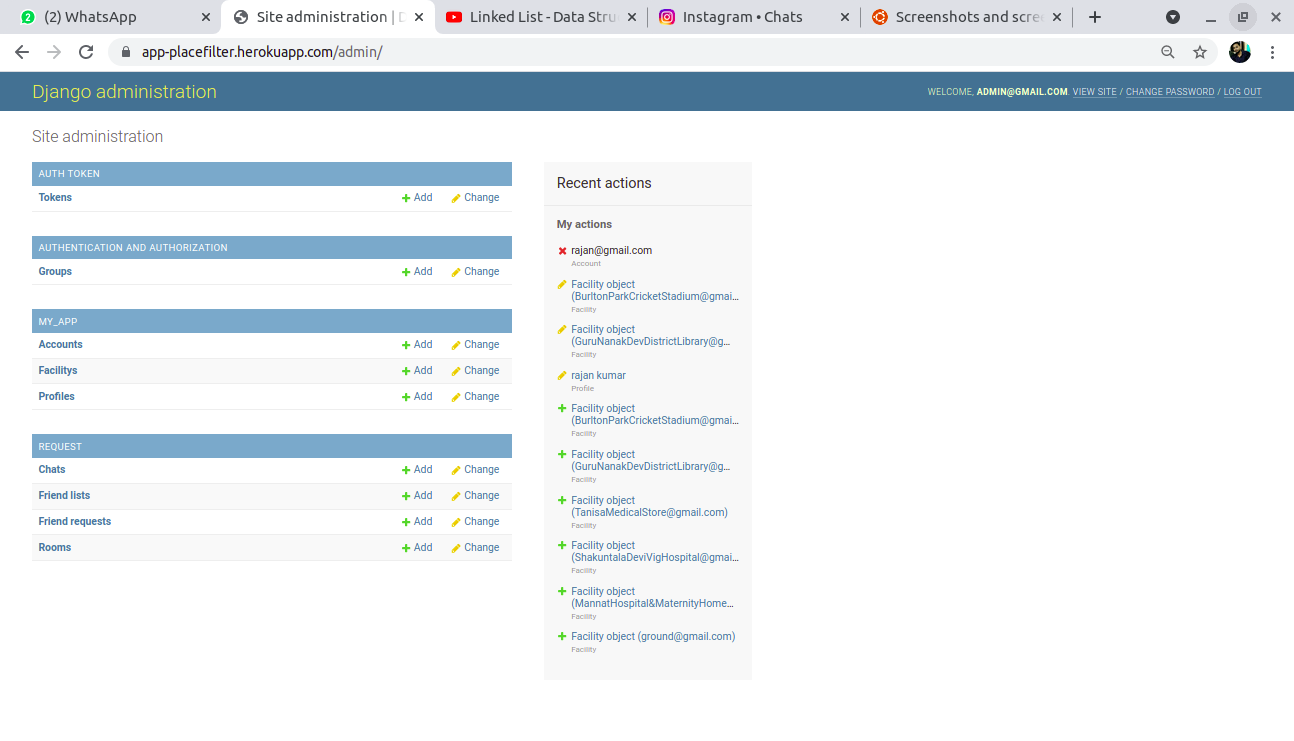 (2) WhatsApp
Site administration | D
Linked List - Data Stru
Instagram • Chats
Screenshots and scree
app-placefilter.herokuapp.com/admin/
Django administration
WELCOME, ADMIN@GMAIL.COM. VIEW SITE / CHANGE PASSWORD / LOG OUT
Site administration
AUTH TOKEN
Tokens Add Change
AUTHENTICATION AND AUTHORIZATION
Groups Add Change
MY_APP
Accounts Add Change
Facilitys Add Change
Profiles Add Change
REQUEST
Chats Add Change
Friend lists Add Change
Friend requests Add Change
Rooms Add Change
Recent actions
My actions
rajan@gmail.com
Account
Facility object
(BurltonParkCricketStadium@gmai...
Facility
Facility object
(GuruNanakDevDistrictLibrary@g...
Facility
rajan kumar
Profile
Facility object
(BurltonParkCricketStadium@gmai...
Facility
Facility object
(GuruNanakDevDistrictLibrary@g...
Facility
Facility object
(TanisaMedicalStore@gmail.com)
Facility
Facility object
(ShakuntalaDeviVigHospital@gmai...
Facility
Facility object
(MannatHospital&MaternityHome...
Facility
Facility object (ground@gmail.com)
Facility